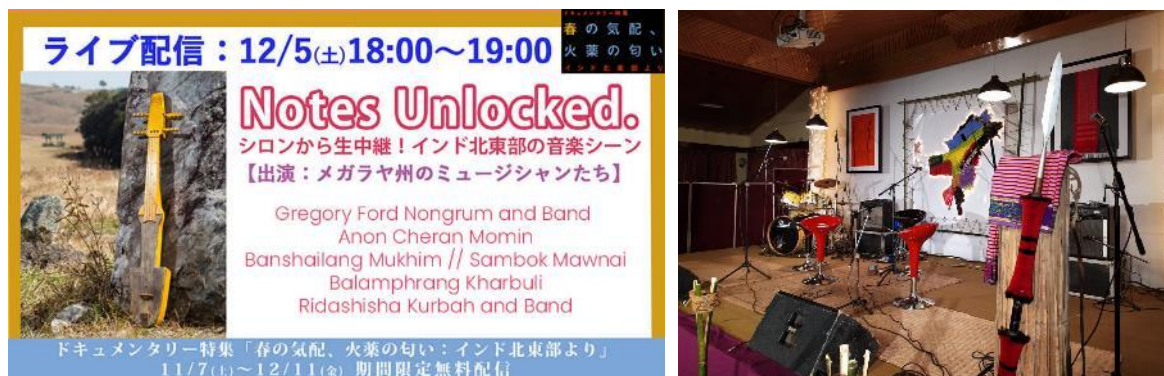 ドキュメンタリー特集
春の気配、
火薬の匂い
インド北東部より
ライブ配信：12/5(土)18:00～19:00
Notes Unlocked.
シロンから生中継！インド北東部の音楽シーン
【出演：メガラヤ州のミュージシャンたち】
Gregory Ford Nongrum and Band
Anon Cheran Momin
Banshailang Mukhim // Sambok Mawnai
Balamphrang Kharbuli
Ridashisha Kurbah and Band
ドキュメンタリー特集「春の気配、火薬の匂い：インド北東部より」
11/7(土)～12/11(金) 期間限定無料配信